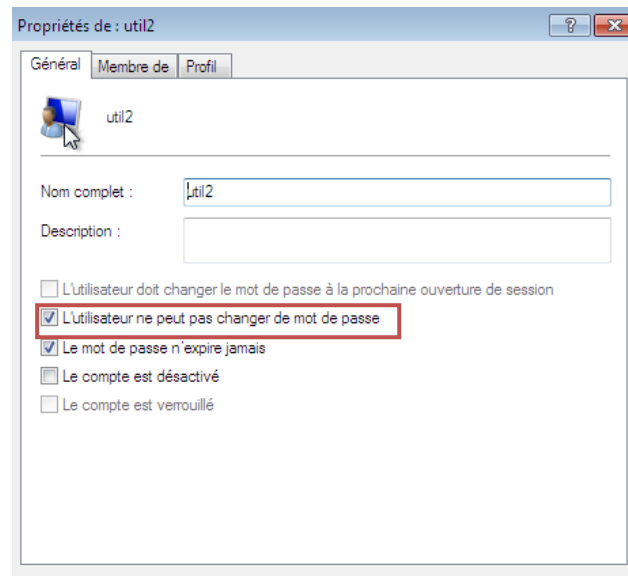 Propriétés de : util2
Général Membre de Profil
util2
Nom complet : util2
Description :
L'utilisateur doit changer le mot de passe à la prochaine ouverture de session
L'utilisateur ne peut pas changer de mot de passe
Le mot de passe n'expire jamais
Le compte est désactivé
Le compte est verrouillé